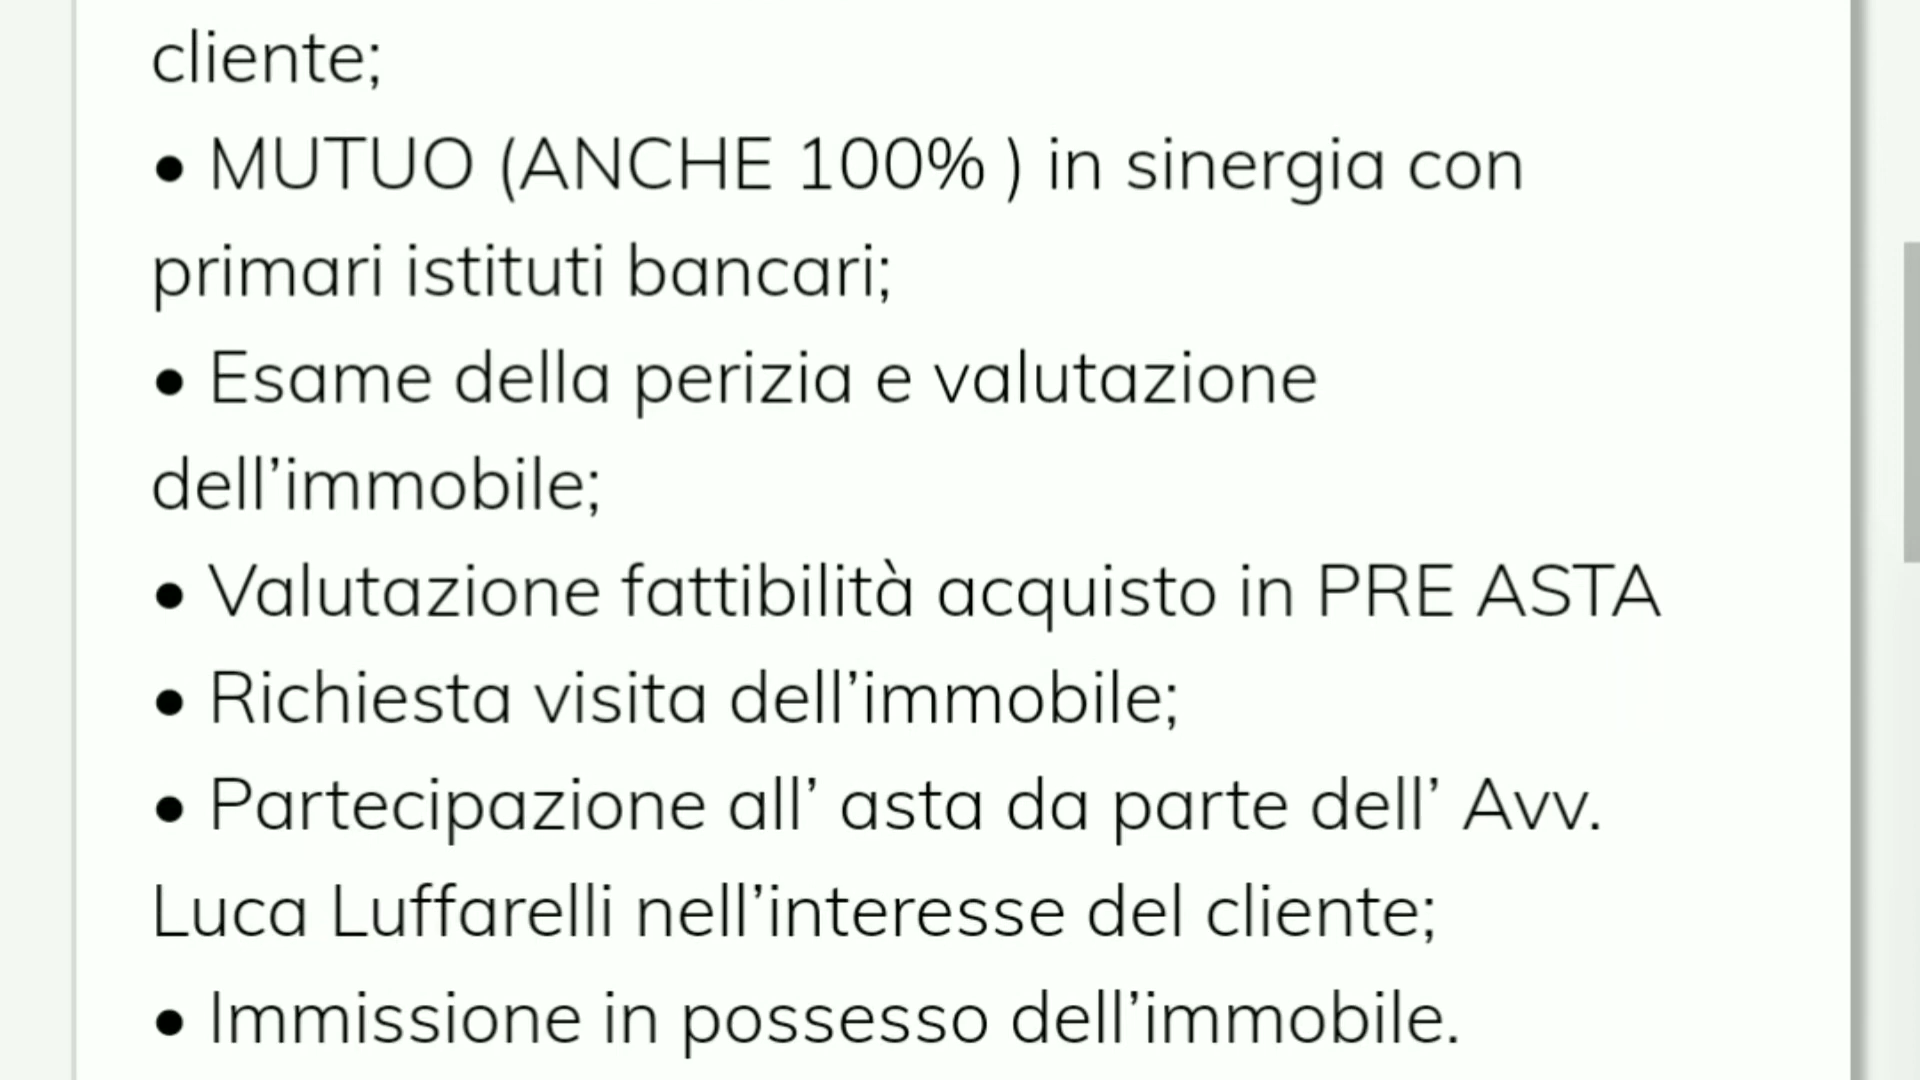 cliente;
• MUTUO (ANCHE 100% ) in sinergia con
primari istituti bancari;
• Esame della perizia e valutazione
dell’immobile;
• Valutazione fattibilità acquisto in PRE ASTA
• Richiesta visita dell’immobile;
• Partecipazione all’ asta da parte dell’ Avv.
Luca Luffarelli nell’interesse del cliente;
• Immissione in possesso dell’immobile.